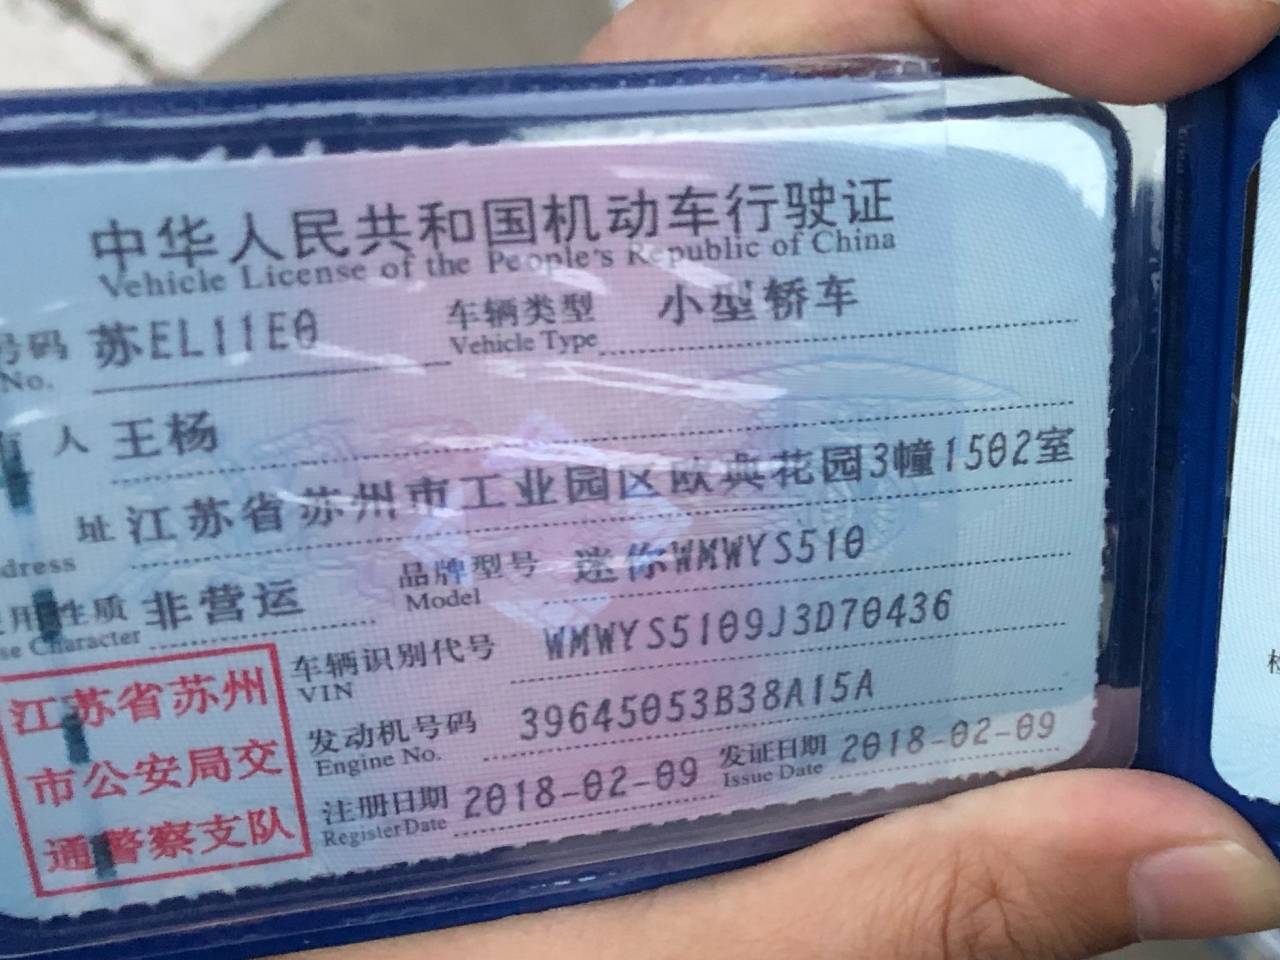 中华人民共和国机动车行驶证
Vehicle License of the People's Republic of China
号码 苏EL11E0 车辆类型 小型轿车
No. Vehicle Type
人 王杨
址 江苏省苏州市工业园区欧典花园3幢1502室
dress
用性质 非营运 品牌型号 迷你WMWYS510
se Character Model
车辆识别代号 WMWYS5109J3D70436
VIN
发动机号码 39645053B38A15A
Engine No.
注册日期 2018-02-09 发证日期 2018-02-09
Register Date Issue Date
江苏省苏州
市公安局交
通警察支队